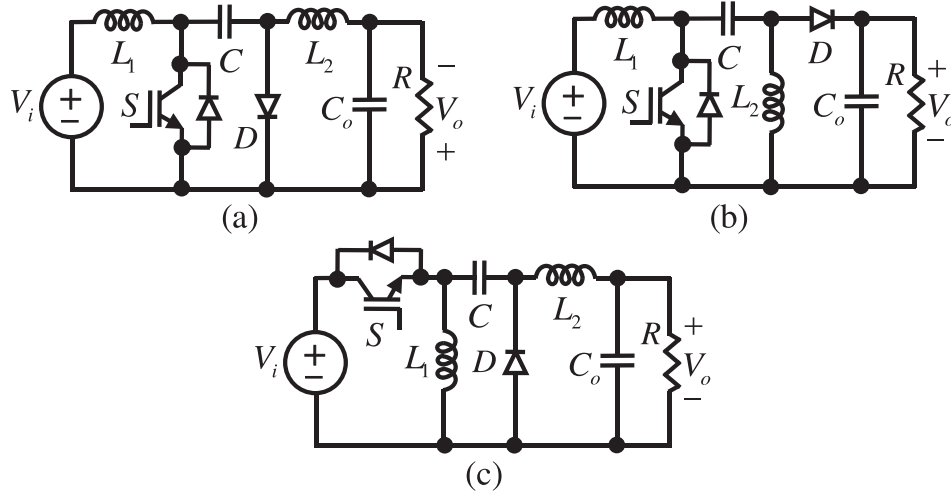 L₁ C L₂
Vᵢ + − S D Cₒ R − Vₒ +
(a)
L₁ C D
Vᵢ + − S L₂ Cₒ R + Vₒ −
(b)
S C L₂
Vᵢ + − L₁ D Cₒ R + Vₒ −
(c)